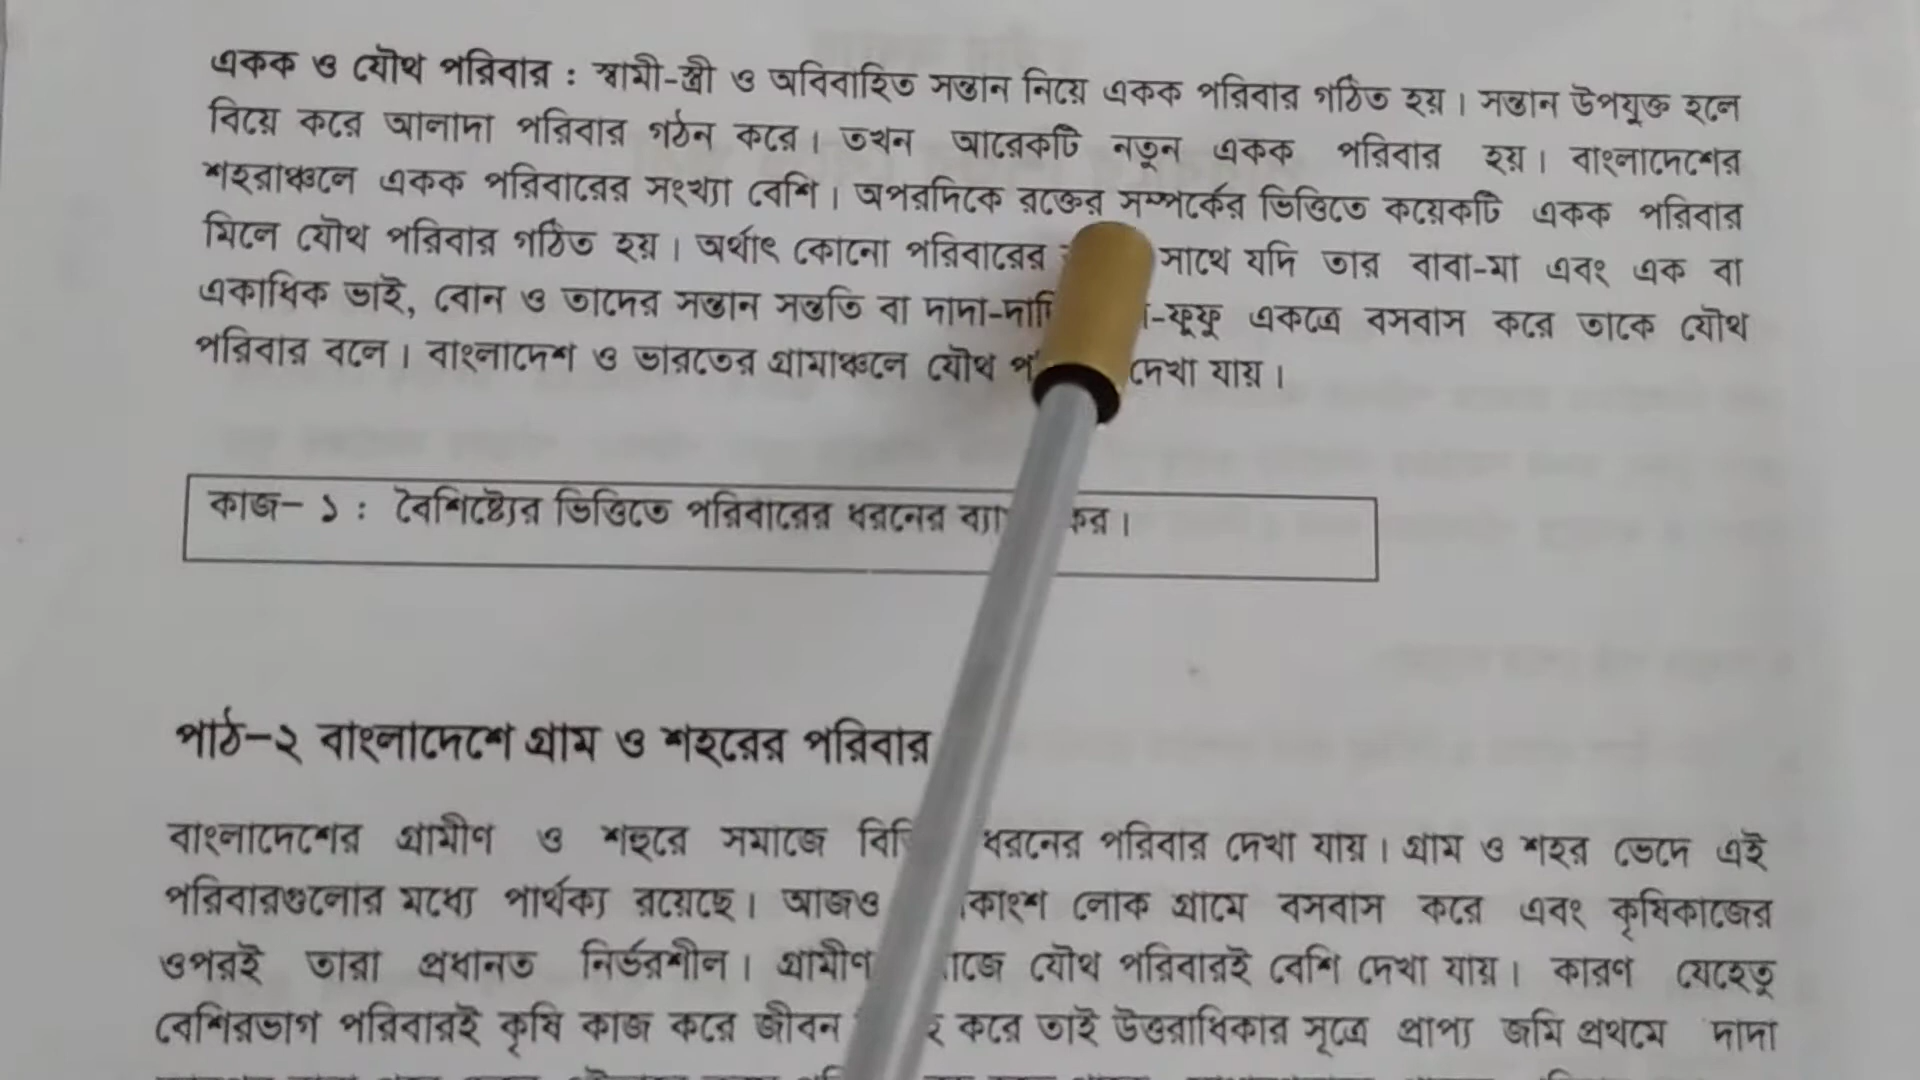 একক ও যৌথ পরিবার : স্বামী-স্ত্রী ও অবিবাহিত সন্তান নিয়ে একক পরিবার গঠিত হয়। সন্তান উপযুক্ত হলে
বিয়ে করে আলাদা পরিবার গঠন করে। তখন আরেকটি নতুন একক পরিবার হয়। বাংলাদেশের
শহরাঞ্চলে একক পরিবারের সংখ্যা বেশি। অপরদিকে রক্তের সম্পর্কের ভিত্তিতে কয়েকটি একক পরিবার
মিলে যৌথ পরিবার গঠিত হয়। অর্থাৎ কোনো পরিবারের সাথে যদি তার বাবা-মা এবং এক বা
একাধিক ভাই, বোন ও তাদের সন্তান সন্ততি বা দাদা-ফুফু একত্রে বসবাস করে তাকে যৌথ
পরিবার বলে। বাংলাদেশ ও ভারতের গ্রামাঞ্চলে যৌথ দেখা যায়।
কাজ- ১ : বৈশিষ্ট্যের ভিত্তিতে পরিবারের ধরনের কর।
পাঠ-২ বাংলাদেশে গ্রাম ও শহরের পরিবার
বাংলাদেশের গ্রামীণ ও শহুরে সমাজে ধরনের পরিবার দেখা যায়। গ্রাম ও শহর ভেদে এই
পরিবারগুলোর মধ্যে পার্থক্য রয়েছে। আজও লোক গ্রামে বসবাস করে এবং কৃষিকাজের
ওপরই তারা প্রধানত নির্ভরশীল। গ্রামীণ যৌথ পরিবারই বেশি দেখা যায়। কারণ যেহেতু
বেশিরভাগ পরিবারই কৃষি কাজ করে জীবন করে তাই উত্তরাধিকার সূত্রে প্রাপ্য জমি প্রথমে দাদা